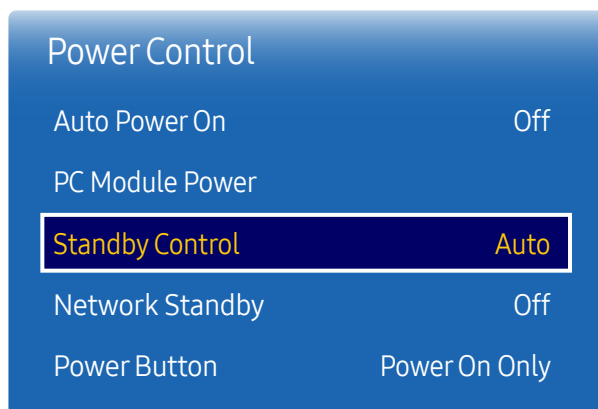 Power Control
Auto Power On Off
PC Module Power
Standby Control Auto
Network Standby Off
Power Button Power On Only